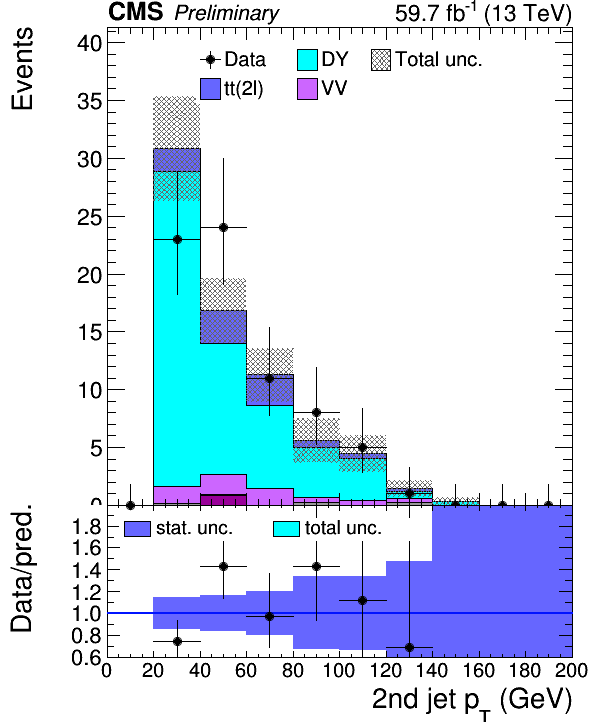 CMS Preliminary 59.7 fb⁻¹ (13 TeV)
Events
40
35
30
25
20
15
10
5
0
Data DY Total unc.
tt(2l) VV
Data/pred.
1.8
1.6
1.4
1.2
1.0
0.8
0.6
stat. unc. total unc.
0 20 40 60 80 100 120 140 160 180 200
2nd jet p_T (GeV)